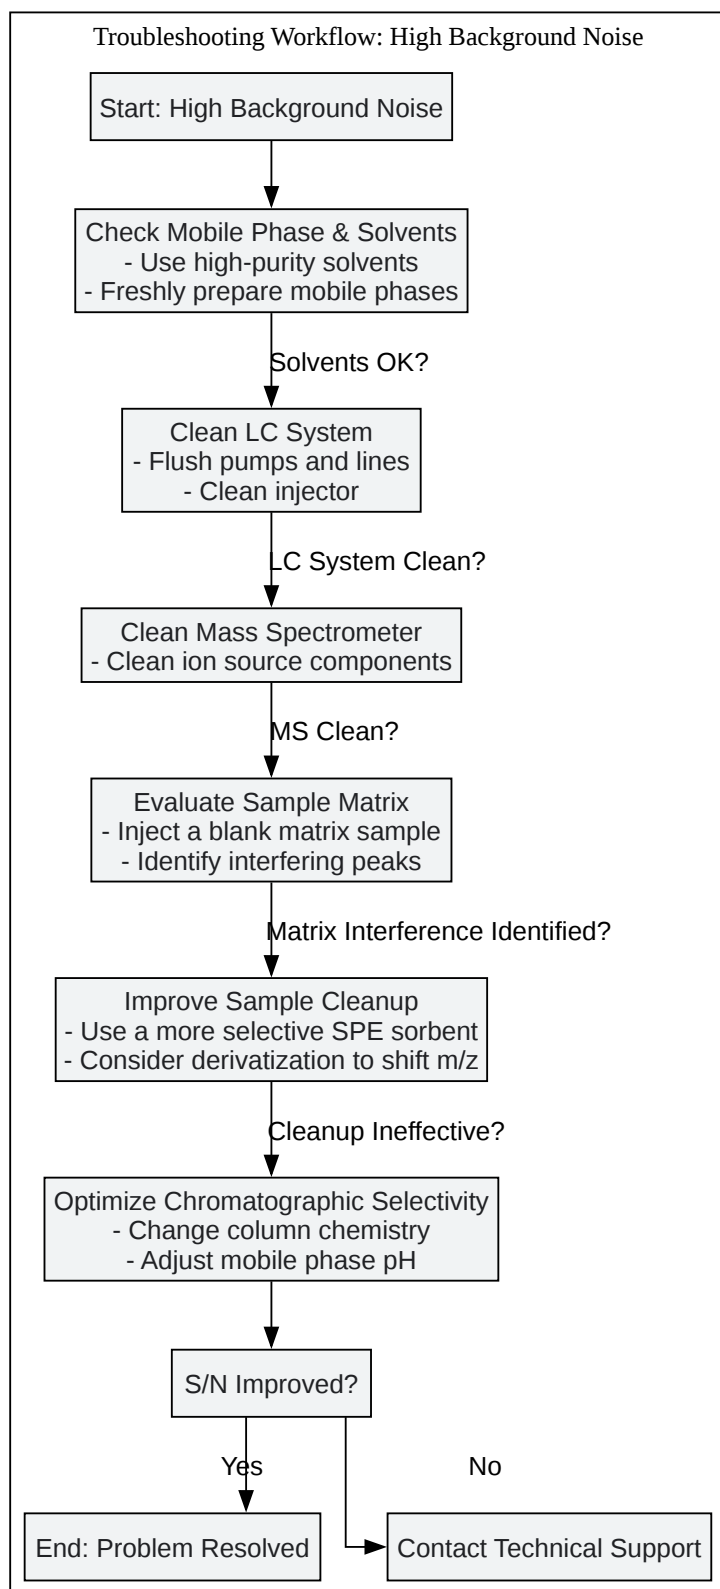 Troubleshooting Workflow: High Background Noise
Start: High Background Noise
Check Mobile Phase & Solvents
- Use high-purity solvents
- Freshly prepare mobile phases
Solvents OK?
Clean LC System
- Flush pumps and lines
- Clean injector
LC System Clean?
Clean Mass Spectrometer
- Clean ion source components
MS Clean?
Evaluate Sample Matrix
- Inject a blank matrix sample
- Identify interfering peaks
Matrix Interference Identified?
Improve Sample Cleanup
- Use a more selective SPE sorbent
- Consider derivatization to shift m/z
Cleanup Ineffective?
Optimize Chromatographic Selectivity
- Change column chemistry
- Adjust mobile phase pH
S/N Improved?
Yes
No
End: Problem Resolved
Contact Technical Support